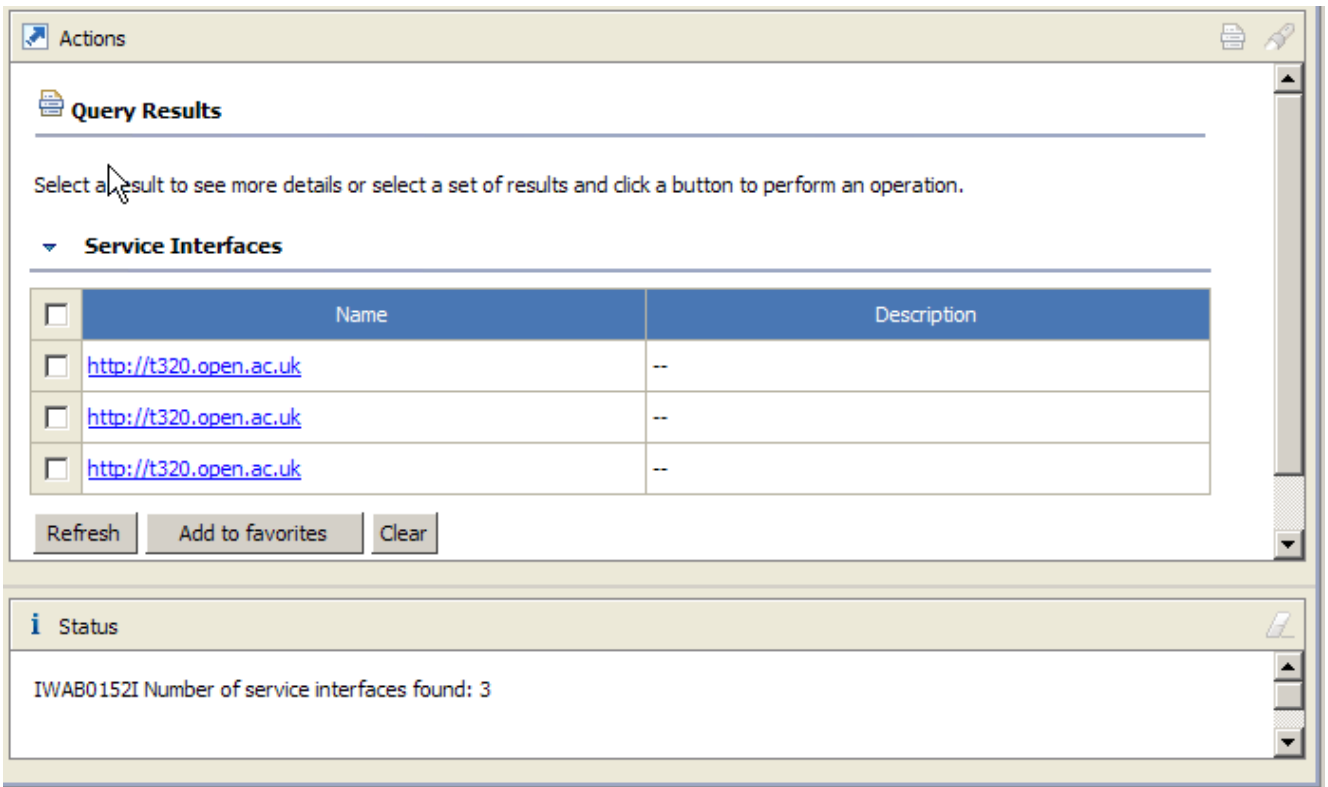 Actions
Query Results
Select a result to see more details or select a set of results and click a button to perform an operation.
Service Interfaces
Name Description
http://t320.open.ac.uk --
http://t320.open.ac.uk --
http://t320.open.ac.uk --
Refresh Add to favorites Clear
i Status
IWAB0152I Number of service interfaces found: 3